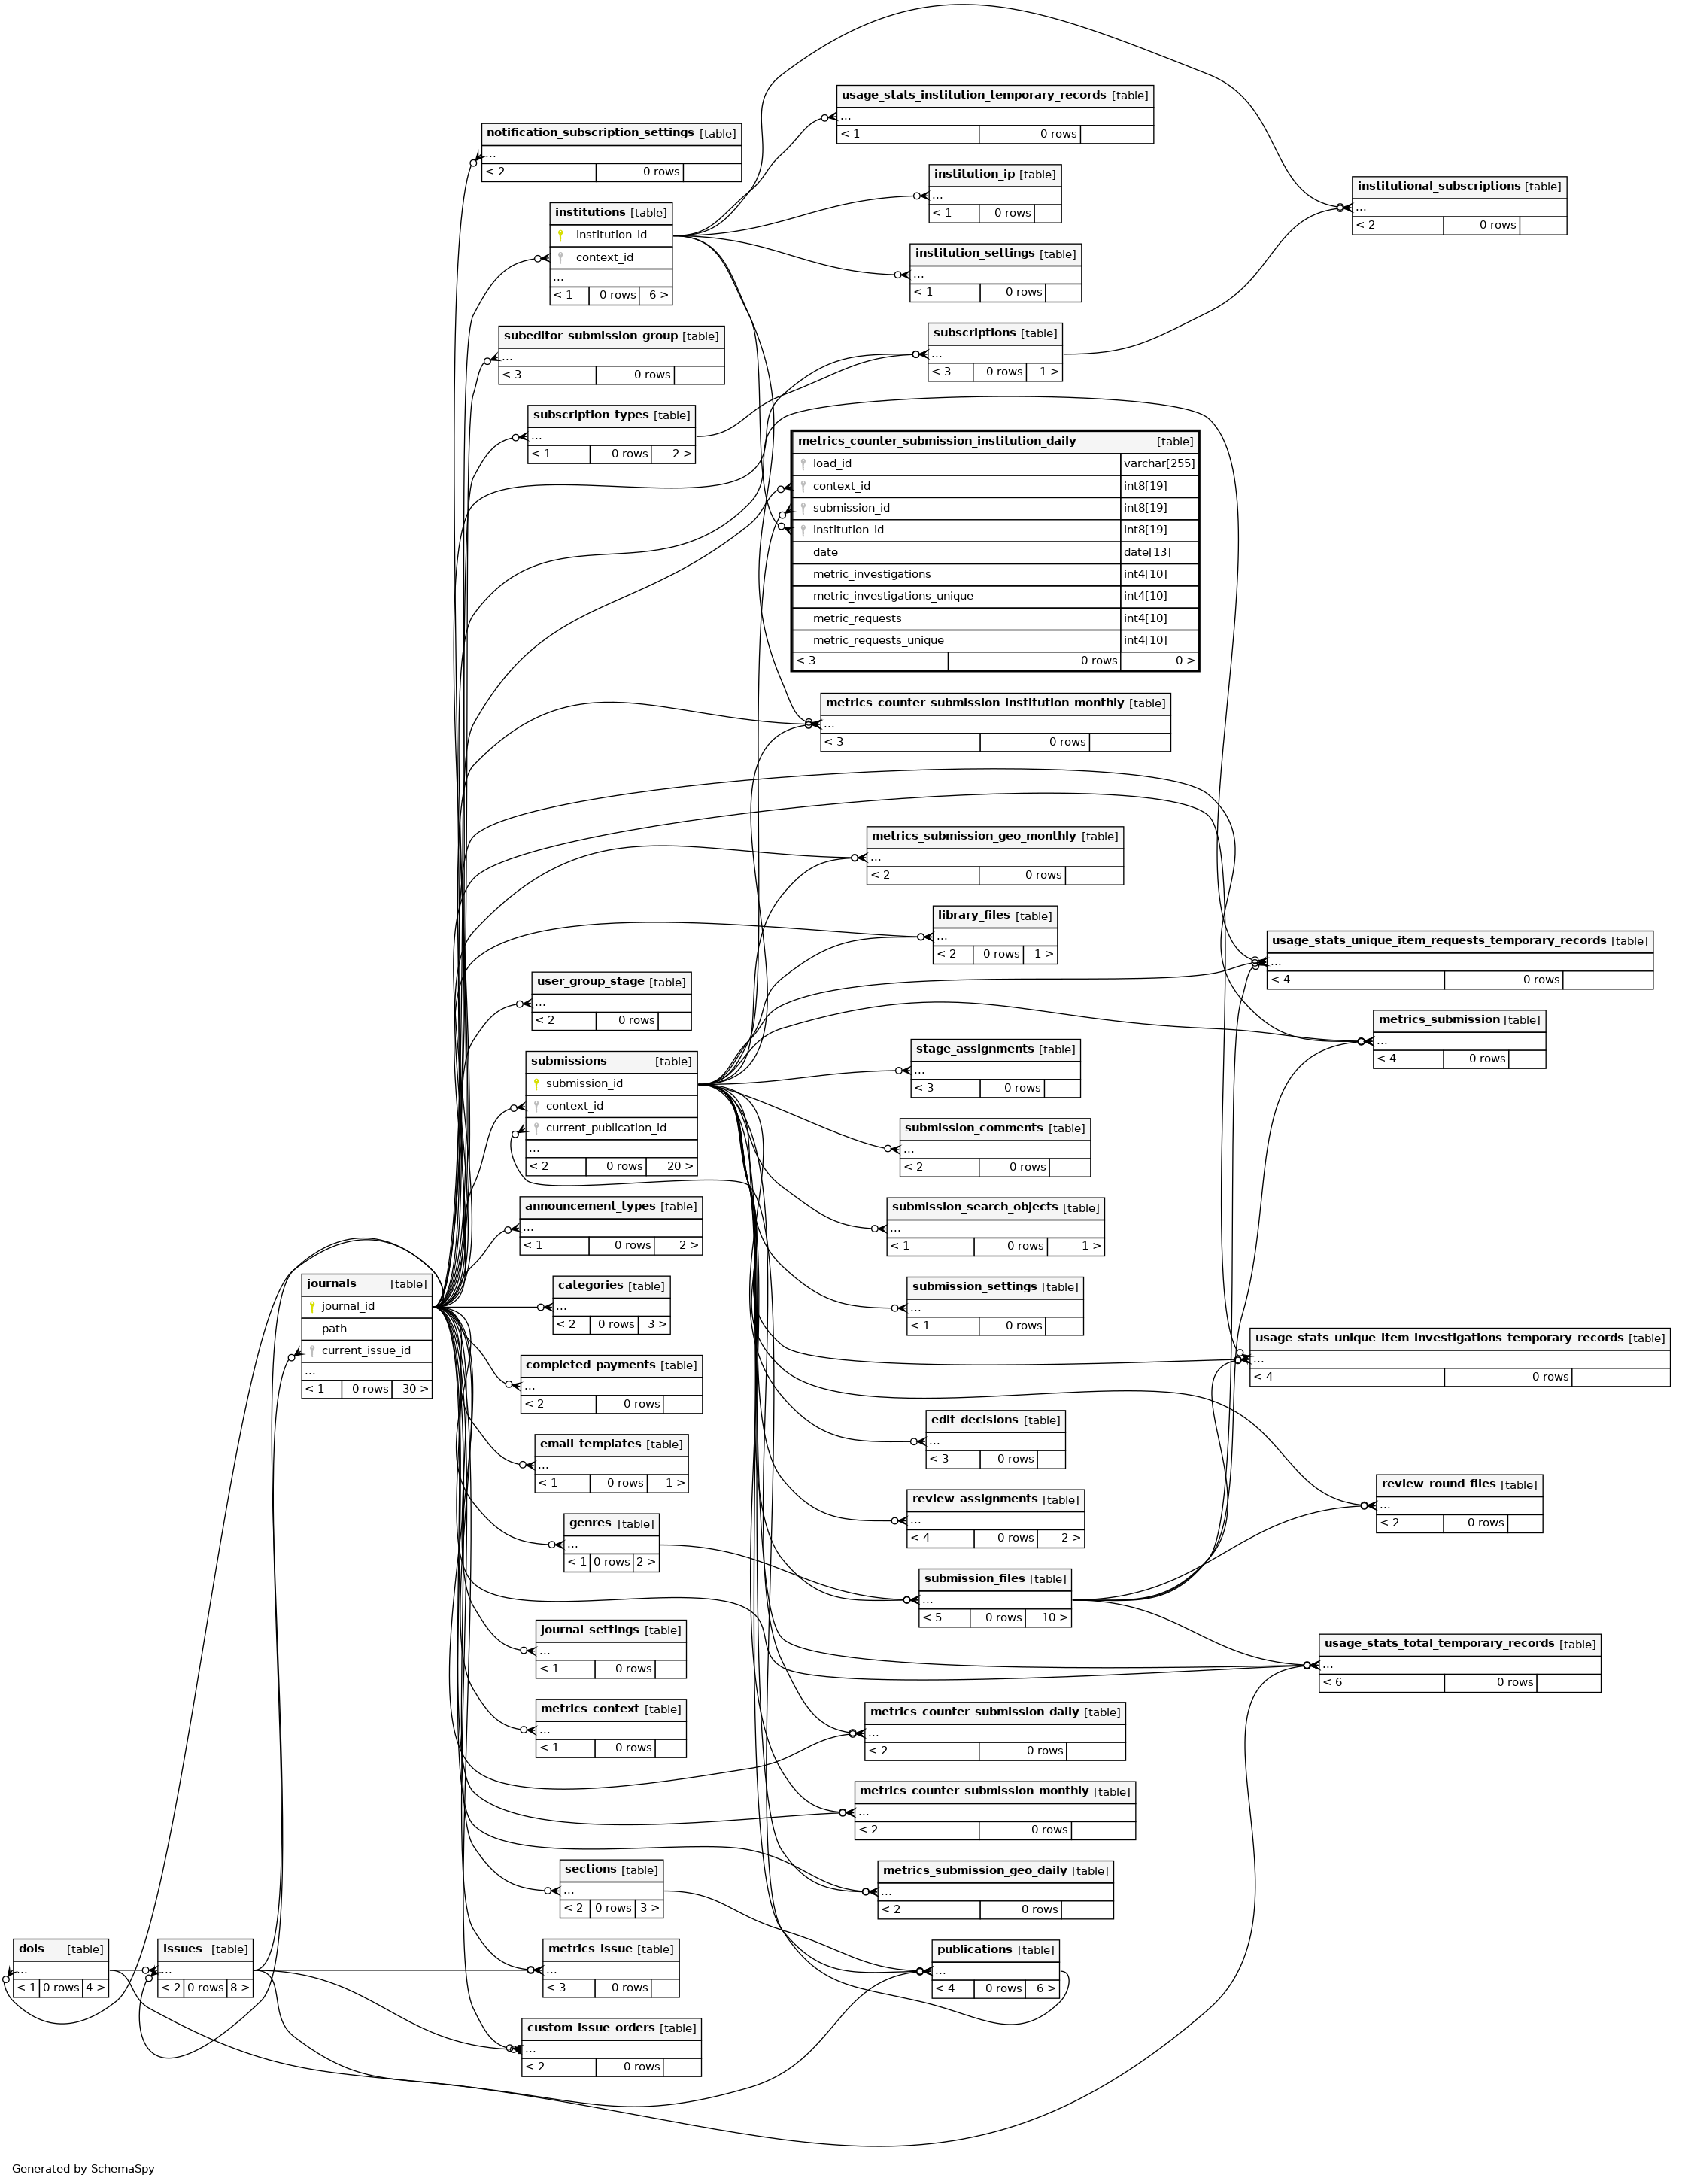 usage_stats_institution_temporary_records [table]
...
< 1 0 rows
notification_subscription_settings [table]
...
< 2 0 rows
institution_ip [table]
...
< 1 0 rows
institutional_subscriptions [table]
...
< 2 0 rows
institutions [table]
institution_id
context_id
...
< 1 0 rows 6 >
institution_settings [table]
...
< 1 0 rows
subeditor_submission_group [table]
...
< 3 0 rows
subscriptions [table]
...
< 3 0 rows 1 >
subscription_types [table]
...
< 1 0 rows 2 >
metrics_counter_submission_institution_daily [table]
load_id varchar[255]
context_id int8[19]
submission_id int8[19]
institution_id int8[19]
date date[13]
metric_investigations int4[10]
metric_investigations_unique int4[10]
metric_requests int4[10]
metric_requests_unique int4[10]
< 3 0 rows 0 >
metrics_counter_submission_institution_monthly [table]
...
< 3 0 rows
metrics_submission_geo_monthly [table]
...
< 2 0 rows
library_files [table]
...
< 2 0 rows 1 >
usage_stats_unique_item_requests_temporary_records [table]
...
< 4 0 rows
user_group_stage [table]
...
< 2 0 rows
metrics_submission [table]
...
< 4 0 rows
submissions [table]
submission_id
context_id
current_publication_id
...
< 2 0 rows 20 >
stage_assignments [table]
...
< 3 0 rows
submission_comments [table]
...
< 2 0 rows
announcement_types [table]
...
< 1 0 rows 2 >
submission_search_objects [table]
...
< 1 0 rows 1 >
journals [table]
journal_id
path
current_issue_id
...
< 1 0 rows 30 >
categories [table]
...
< 2 0 rows 3 >
submission_settings [table]
...
< 1 0 rows
usage_stats_unique_item_investigations_temporary_records [table]
...
< 4 0 rows
completed_payments [table]
...
< 2 0 rows
edit_decisions [table]
...
< 3 0 rows
email_templates [table]
...
< 1 0 rows 1 >
review_round_files [table]
...
< 2 0 rows
review_assignments [table]
...
< 4 0 rows 2 >
genres [table]
...
< 1 0 rows 2 >
submission_files [table]
...
< 5 0 rows 10 >
journal_settings [table]
...
< 1 0 rows
usage_stats_total_temporary_records [table]
...
< 6 0 rows
metrics_context [table]
...
< 1 0 rows
metrics_counter_submission_daily [table]
...
< 2 0 rows
metrics_counter_submission_monthly [table]
...
< 2 0 rows
sections [table]
...
< 2 0 rows 3 >
metrics_submission_geo_daily [table]
...
< 2 0 rows
dois [table]
...
< 1 0 rows 4 >
issues [table]
...
< 2 0 rows 8 >
metrics_issue [table]
...
< 3 0 rows
publications [table]
...
< 4 0 rows 6 >
custom_issue_orders [table]
...
< 2 0 rows
Generated by SchemaSpy